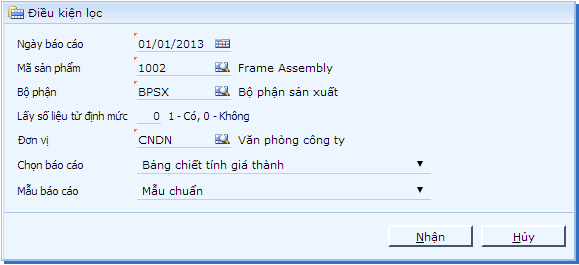 Điều kiện lọc
Ngày báo cáo 01/01/2013
Mã sản phẩm 1002 Frame Assembly
Bộ phận BPSX Bộ phận sản xuất
Lấy số liệu từ định mức 0 1 - Có, 0 - Không
Đơn vị CNDN Văn phòng công ty
Chọn báo cáo Bảng chiết tính giá thành
Mẫu báo cáo Mẫu chuẩn
Nhận Hủy